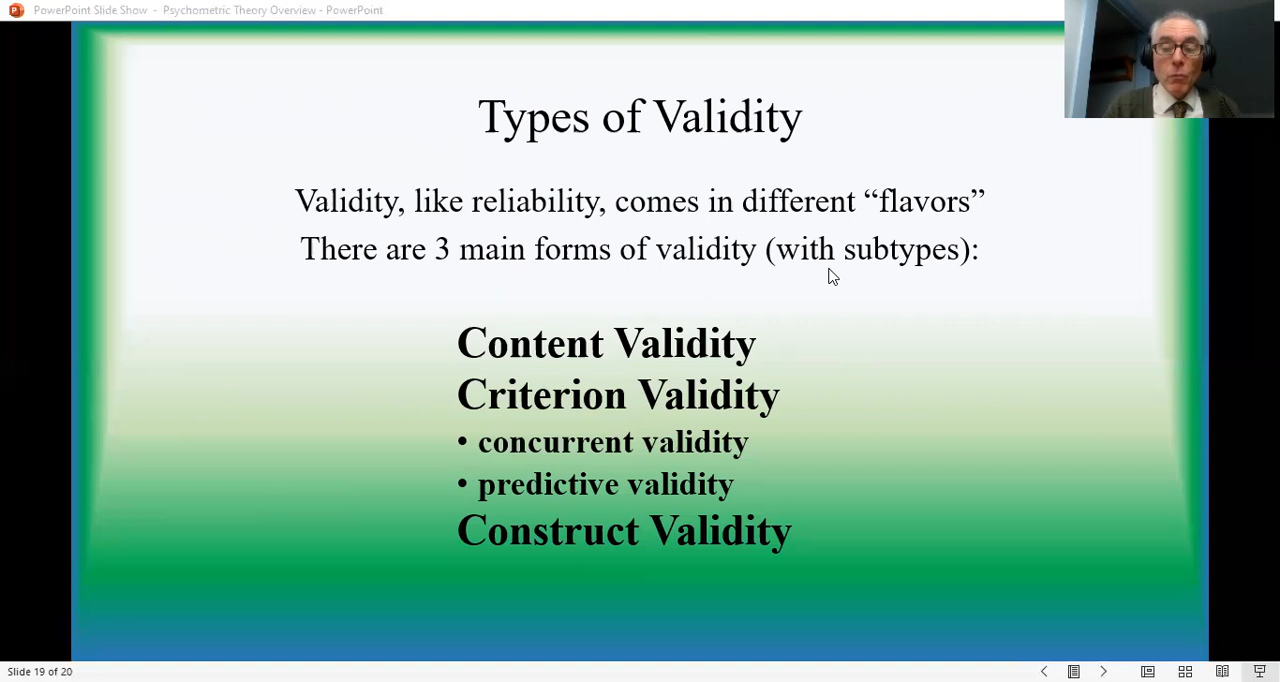 PowerPoint Slide Show - Psychometric Theory Overview - PowerPoint
Types of Validity
Validity, like reliability, comes in different “flavors”
There are 3 main forms of validity (with subtypes):
Content Validity
Criterion Validity
• concurrent validity
• predictive validity
Construct Validity
Slide 19 of 20